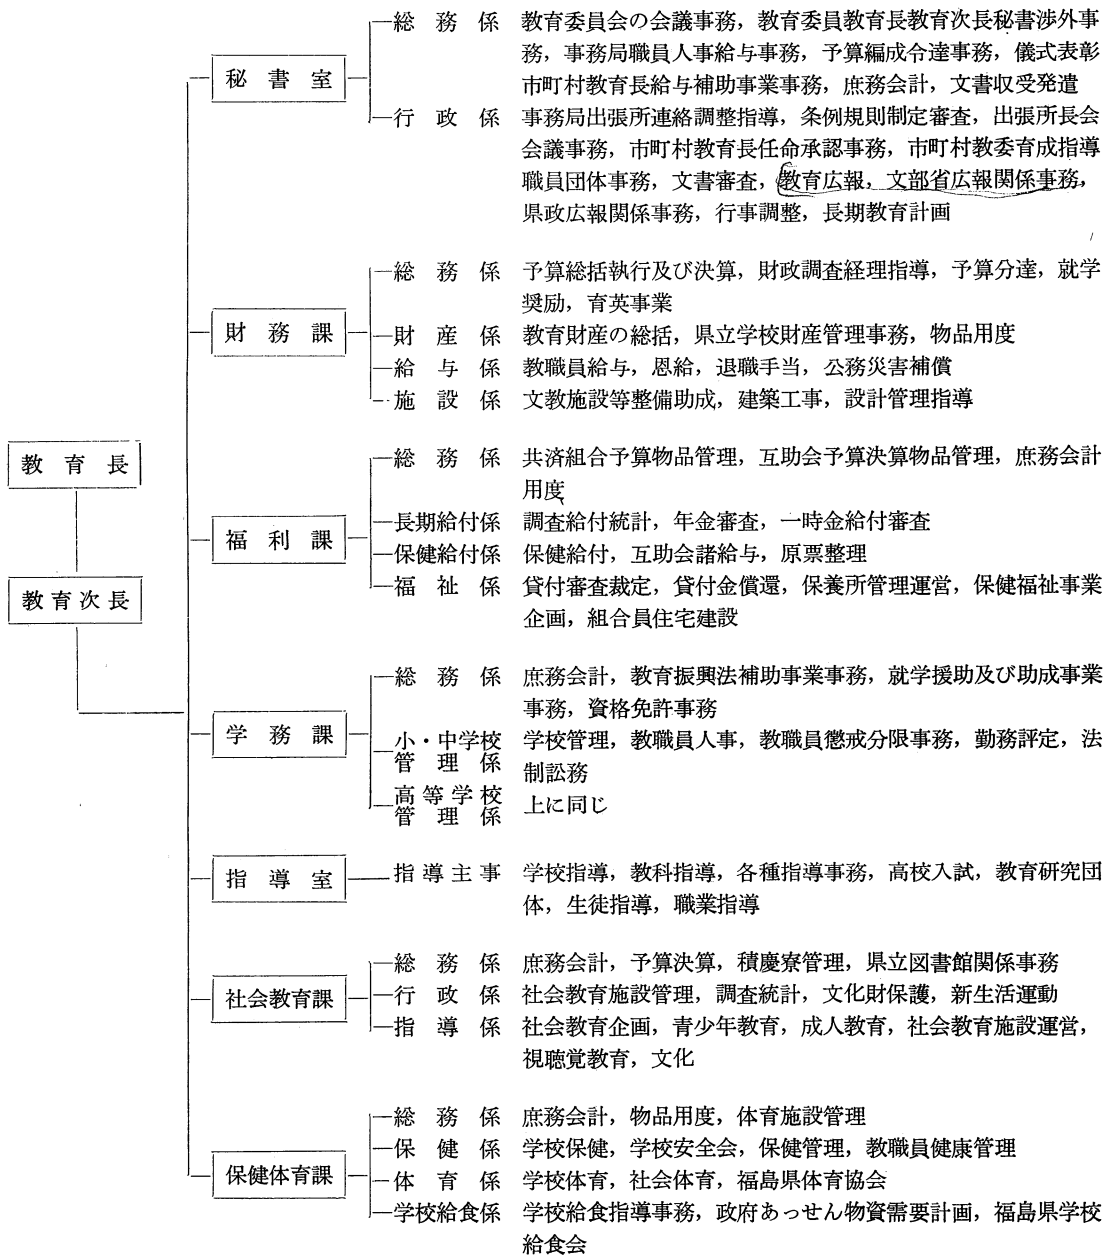 教育長
教育次長
秘書室
総務係 教育委員会の会議事務，教育委員教育長教育次長秘書渉外事
務，事務局職員人事給与事務，予算編成令達事務，儀式表彰
市町村教育長給与補助事業事務，庶務会計，文書収受発遣
行政係 事務局出張所連絡調整指導，条例規則制定審査，出張所長会
会議事務，市町村教育長任命承認事務，市町村教委育成指導
職員団体事務，文書審査，教育広報，文部省広報関係事務，
県政広報関係事務，行事調整，長期教育計画
財務課
総務係 予算総括執行及び決算，財政調査経理指導，予算分達，就学
奨励，育英事業
財産係 教育財産の総括，県立学校財産管理事務，物品用度
給与係 教職員給与，恩給，退職手当，公務災害補償
施設係 文教施設等整備助成，建築工事，設計管理指導
福利課
総務係 共済組合予算物品管理，互助会予算決算物品管理，庶務会計
用度
長期給付係 調査給付統計，年金審査，一時金給付審査
保健給付係 保健給付，互助会諸給与，原票整理
福祉係 貸付審査裁定，貸付金償還，保養所管理運営，保健福祉事業
企画，組合員住宅建設
学務課
総務係 庶務会計，教育振興法補助事業事務，就学援助及び助成事業
事務，資格免許事務
小・中学校
管理係
学校管理，教職員人事，教職員懲戒分限事務，勤務評定，法
制訟務
高等学校
管理係
上に同じ
指導室
指導主事 学校指導，教科指導，各種指導事務，高校入試，教育研究団
体，生徒指導，職業指導
社会教育課
総務係 庶務会計，予算決算，積慶寮管理，県立図書館関係事務
行政係 社会教育施設管理，調査統計，文化財保護，新生活運動
指導係 社会教育企画，青少年教育，成人教育，社会教育施設運営，
視聴覚教育，文化
保健体育課
総務係 庶務会計，物品用度，体育施設管理
保健係 学校保健，学校安全会，保健管理，教職員健康管理
体育係 学校体育，社会体育，福島県体育協会
学校給食係 学校給食指導事務，政府あっせん物資需要計画，福島県学校
給食会